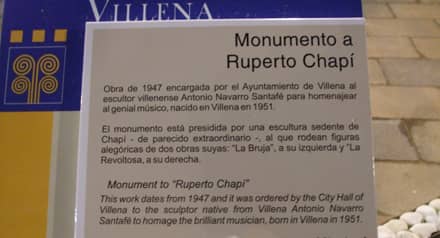 VILLENA
Monumento a
Ruperto Chapí
Obra de 1947 encargada por el Ayuntamiento de Villena al
escultor villenense Antonio Navarro Santafé para homenajear
al genial músico, nacido en Villena en 1951.
El monumento está presidida por una escultura sedente de
Chapí - de parecido extraordinario -, al que rodean figuras
alegóricas de dos obras suyas: "La Bruja", a su izquierda y "La
Revoltosa, a su derecha.
Monument to "Ruperto Chapí"
This work dates from 1947 and it was ordered by the City Hall of
Villena to the sculptor native from Villena Antonio Navarro
Santafé to homage the brilliant musician, born in Villena in 1951.